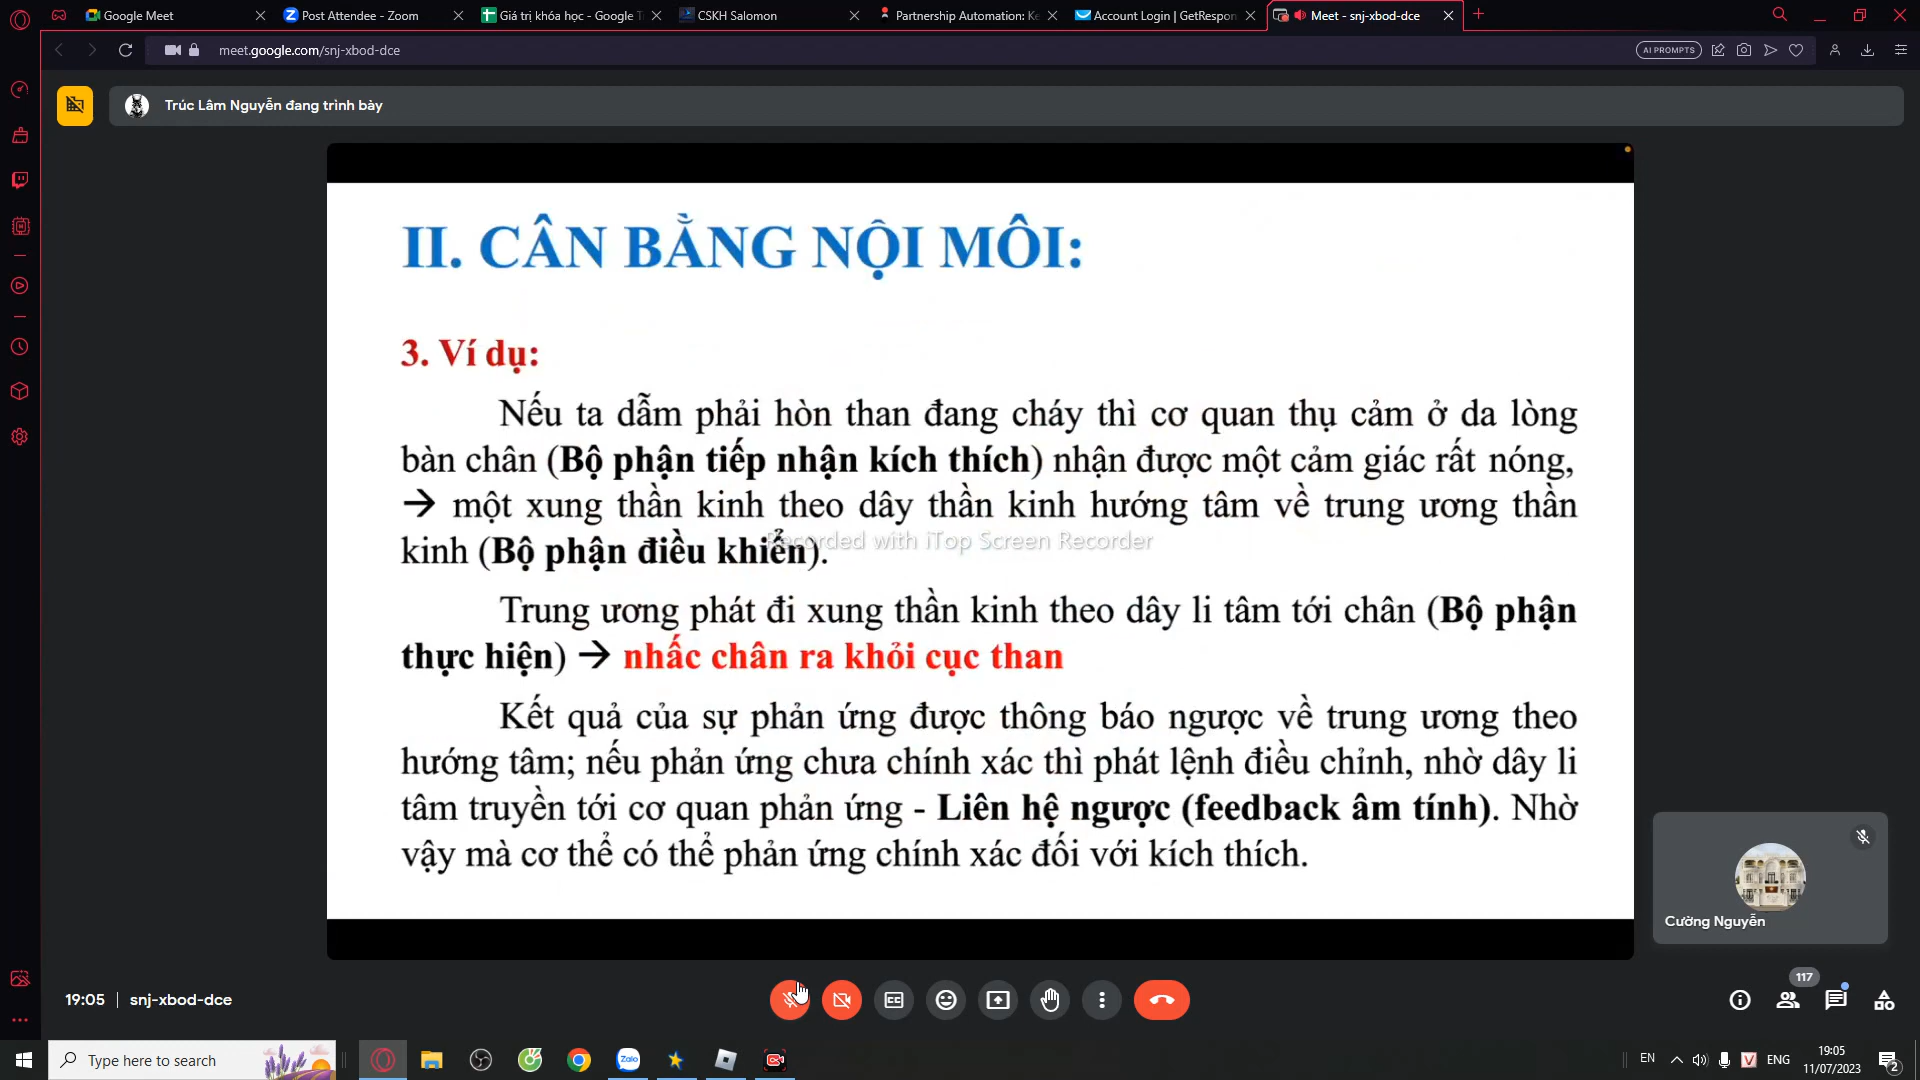 Google Meet
Post Attendee - Zoom
Giá trị khóa học - Google T
CSKH Salomon
Partnership Automation: Ke
Account Login | GetRespon
Meet - snj-xbod-dce
meet.google.com/snj-xbod-dce
AI PROMPTS
Trúc Lâm Nguyễn đang trình bày
II. CÂN BẰNG NỘI MÔI:
3. Ví dụ:
Nếu ta dẫm phải hòn than đang cháy thì cơ quan thụ cảm ở da lòng
bàn chân (Bộ phận tiếp nhận kích thích) nhận được một cảm giác rất nóng,
→ một xung thần kinh theo dây thần kinh hướng tâm về trung ương thần
kinh (Bộ phận điều khiển).
Recorded with iTop Screen Recorder
Trung ương phát đi xung thần kinh theo dây li tâm tới chân (Bộ phận
thực hiện) → nhấc chân ra khỏi cục than
Kết quả của sự phản ứng được thông báo ngược về trung ương theo
hướng tâm; nếu phản ứng chưa chính xác thì phát lệnh điều chỉnh, nhờ dây li
tâm truyền tới cơ quan phản ứng - Liên hệ ngược (feedback âm tính). Nhờ
vậy mà cơ thể có thể phản ứng chính xác đối với kích thích.
Cường Nguyễn
19:05 | snj-xbod-dce
117
Type here to search
Zalo
EN
ENG
19:05
11/07/2023
2